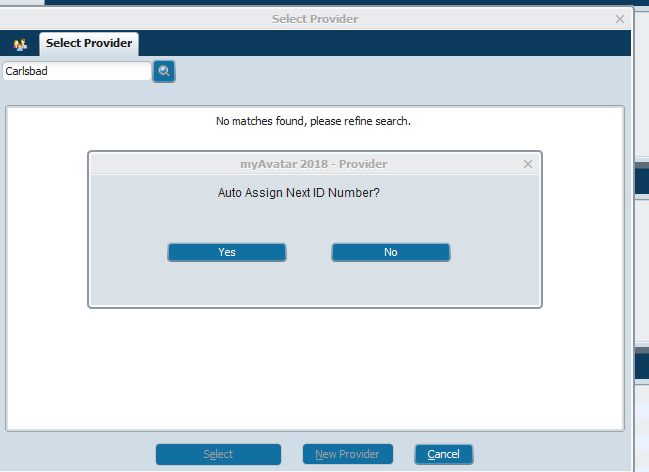 Select Provider
Select Provider
Carlsbad
No matches found, please refine search.
myAvatar 2018 - Provider
Auto Assign Next ID Number?
Yes No
Select New Provider Cancel